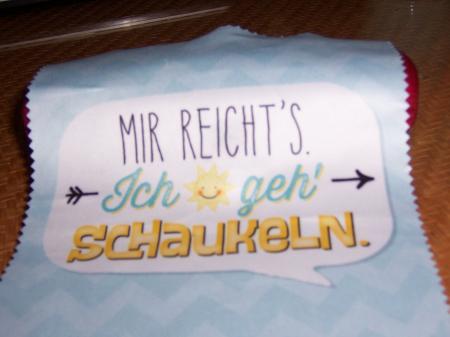 MIR REICHT'S.
Ich geh'
SCHAUKELN.